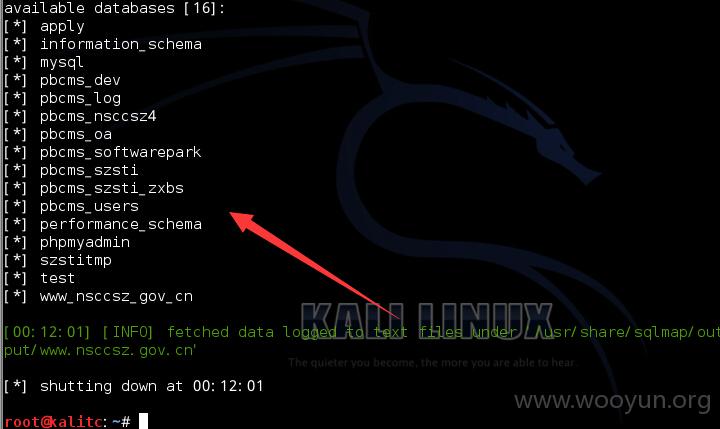 available databases [16]:
[*] apply
[*] information_schema
[*] mysql
[*] pbcms_dev
[*] pbcms_log
[*] pbcms_nsccsz4
[*] pbcms_oa
[*] pbcms_softwarepark
[*] pbcms_szsti
[*] pbcms_szsti_zxbs
[*] pbcms_users
[*] performance_schema
[*] phpmyadmin
[*] szstitmp
[*] test
[*] www_nsccsz_gov_cn
KALI LINUX
[00:12:01] [INFO] fetched data logged to text files under '/usr/share/sqlmap/out
put/www.nsccsz.gov.cn'
The quieter you become, the more you are able to hear.
[*] shutting down at 00:12:01
www.wooyun.org
root@kalitc:~#